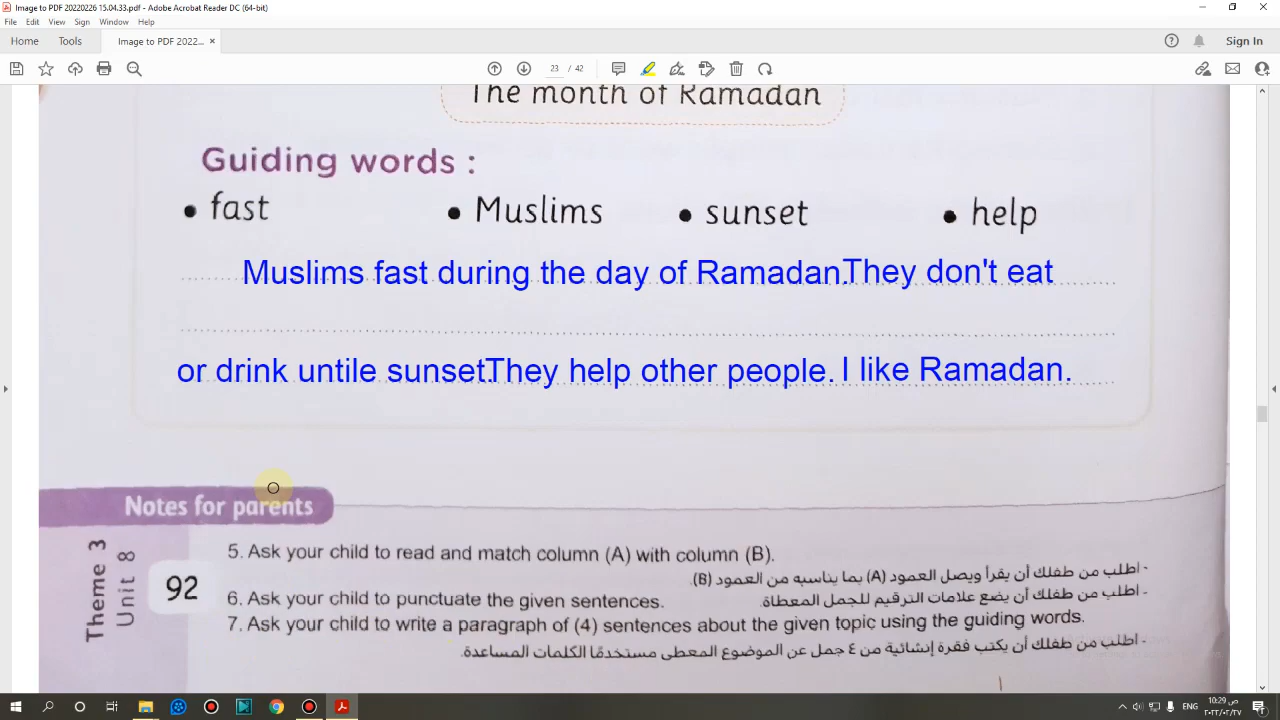 Image to PDF 20220226 15.04.33.pdf - Adobe Acrobat Reader DC (64-bit)
File Edit View Sign Window Help
Home Tools Image to PDF 2022... × Sign In
23 / 42
The month of Ramadan
Guiding words :
• fast • Muslims • sunset • help
Muslims fast during the day of Ramadan.They don't eat
or drink untile sunset.They help other people. I like Ramadan.
Notes for parents
Theme 3
Unit 8
92
5. Ask your child to read and match column (A) with column (B).
- اطلب من طفلك أن يقرأ ويصل العمود (A) بما يناسبه من العمود (B).
6. Ask your child to punctuate the given sentences.
- اطلب من طفلك أن يضع علامات الترقيم للجمل المعطاة.
7. Ask your child to write a paragraph of (4) sentences about the given topic using the guiding words.
- اطلب من طفلك أن يكتب فقرة إنشائية من ٤ جمل عن الموضوع المعطى مستخدمًا الكلمات المساعدة.
ENG
10:29 ص
٢٠٢٢/٠٢/٢٧